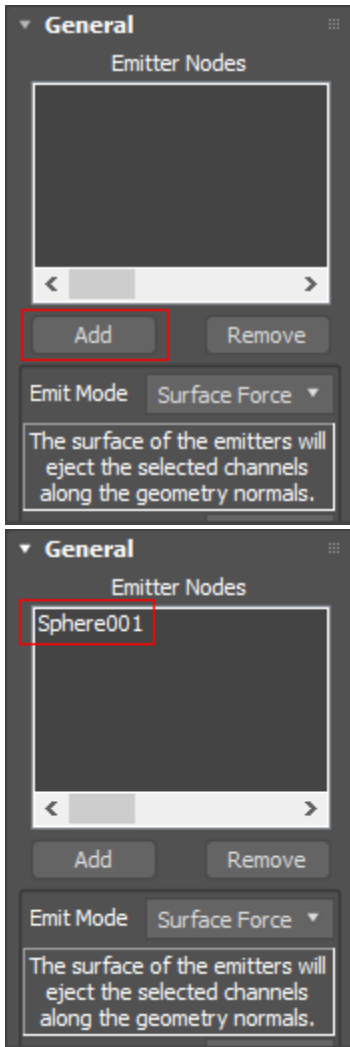 General
Emitter Nodes
Add Remove
Emit Mode Surface Force
The surface of the emitters will
eject the selected channels
along the geometry normals.
General
Emitter Nodes
Sphere001
Add Remove
Emit Mode Surface Force
The surface of the emitters will
eject the selected channels
along the geometry normals.